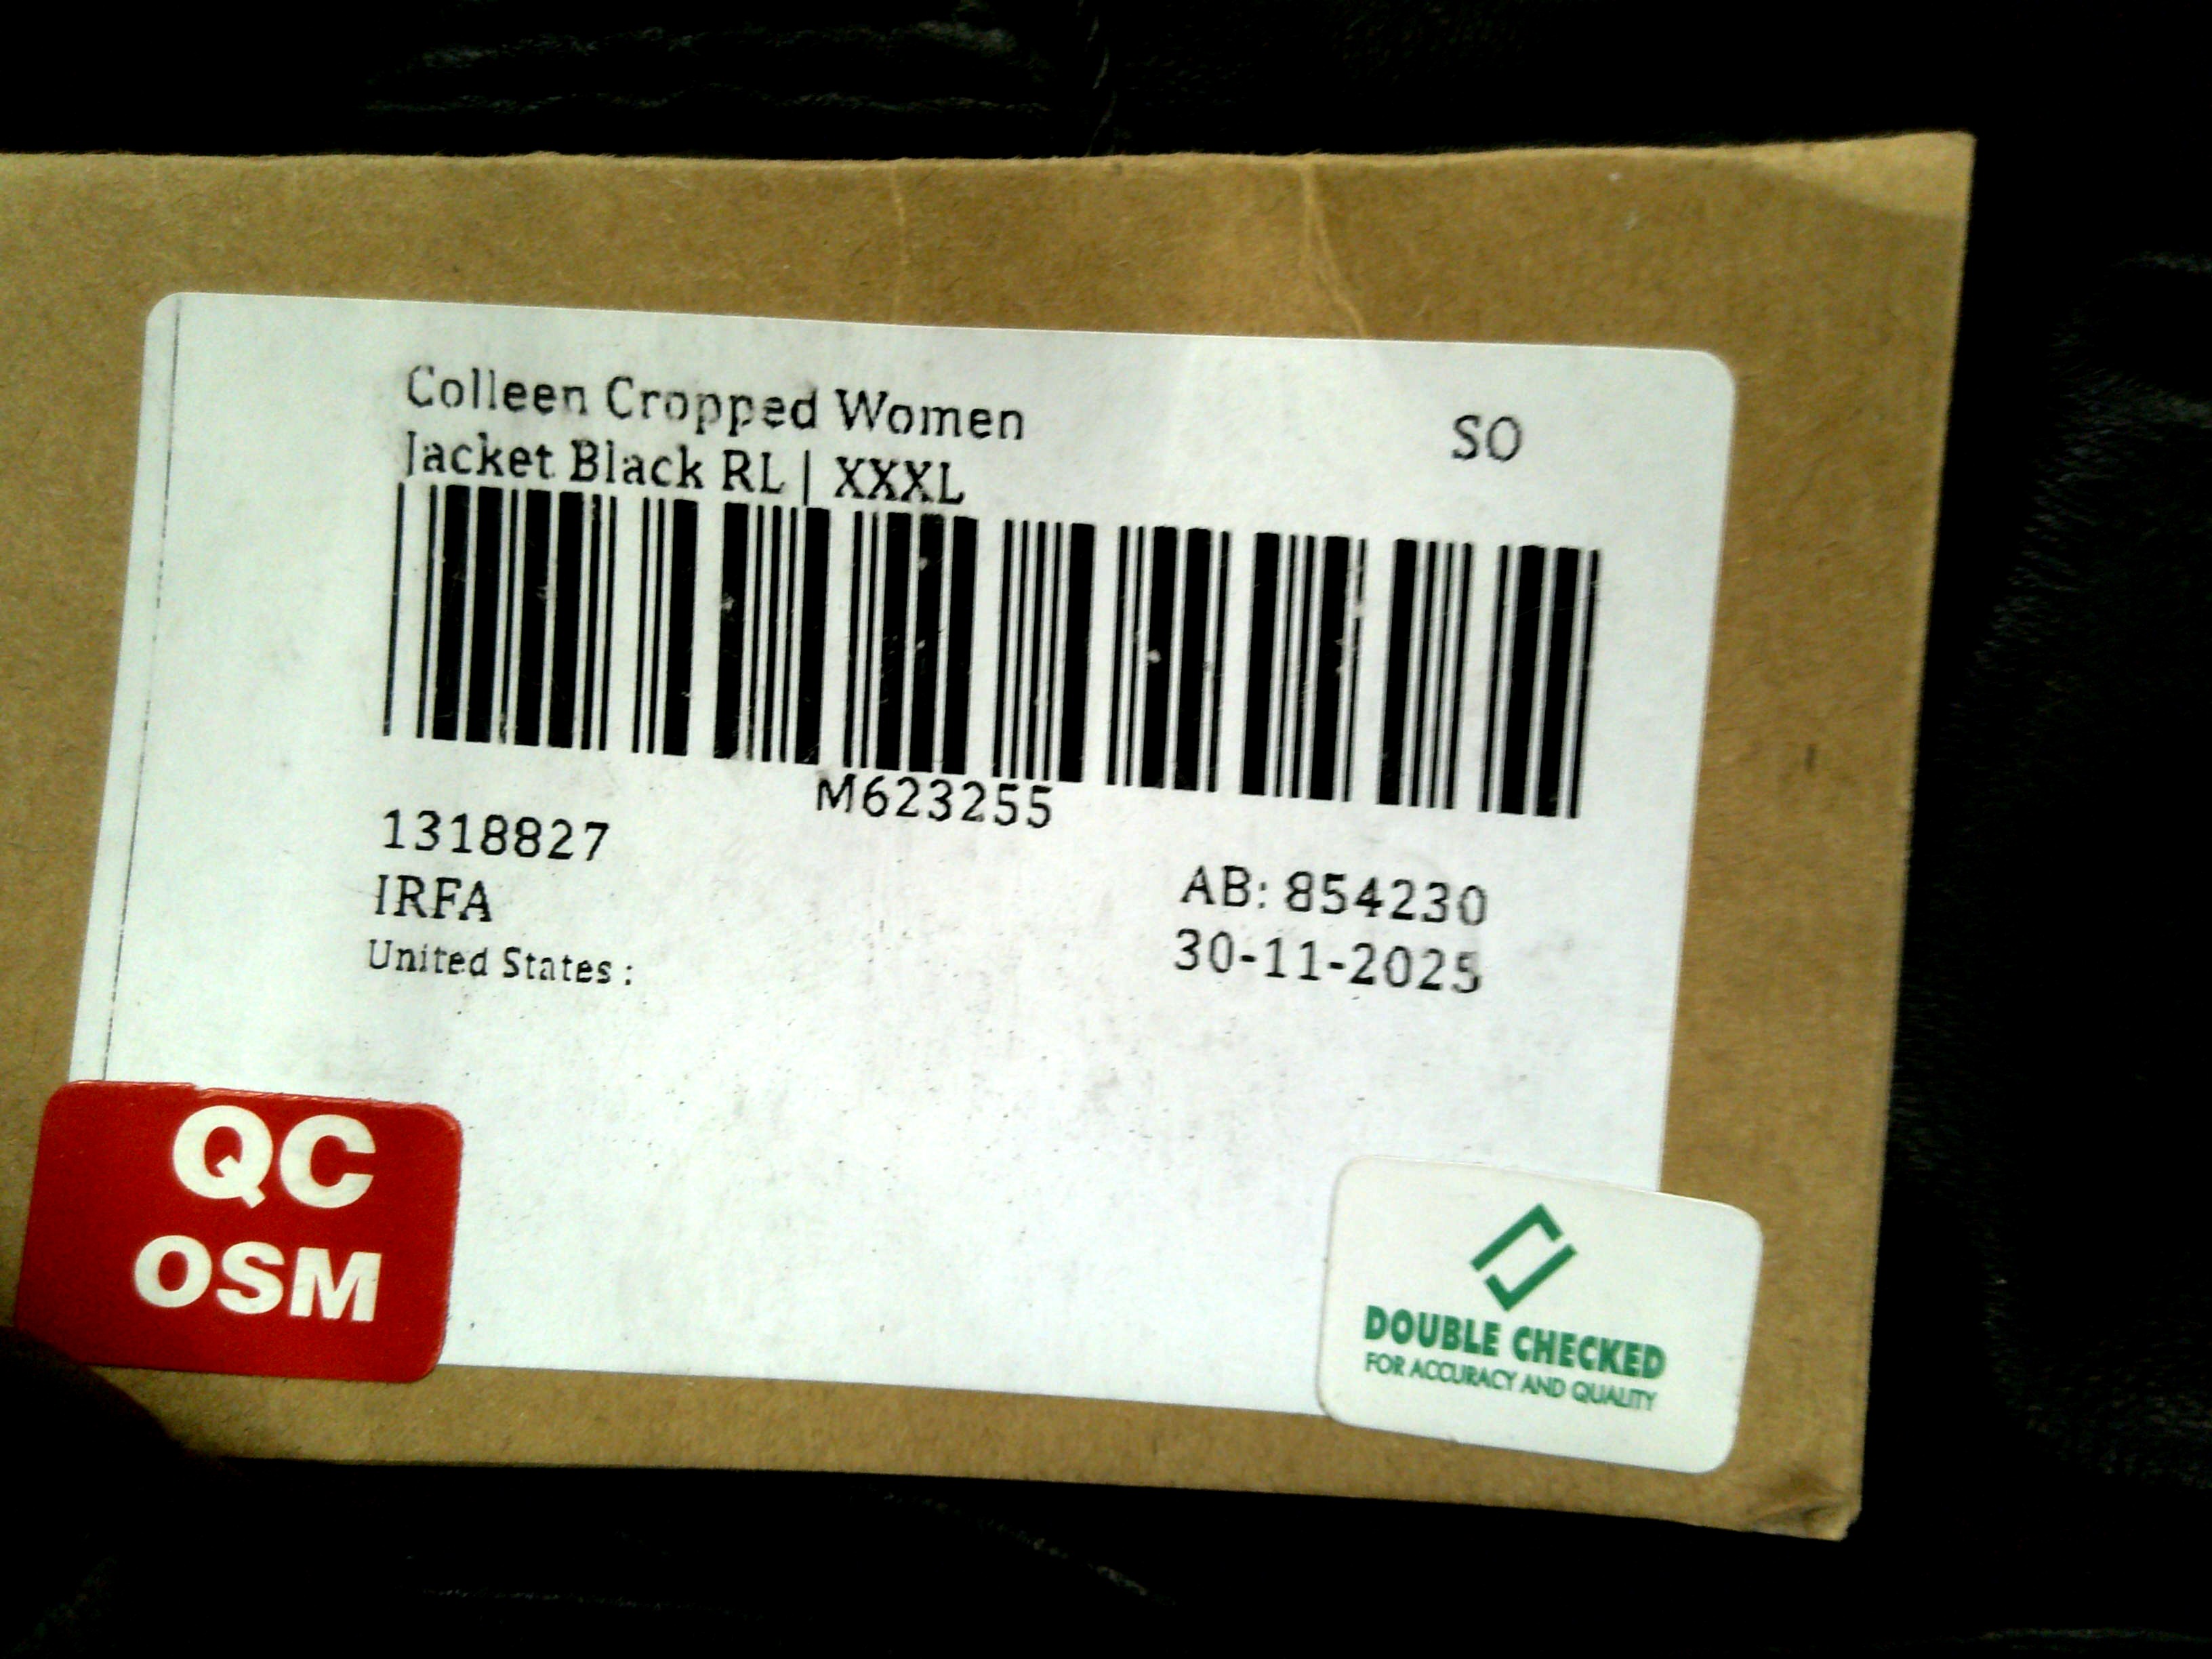 Colleen Cropped Women
Jacket Black RL | XXXL
SO
M623255
1318827
IRFA
United States :
AB: 854230
30-11-2025
QC
OSM
DOUBLE CHECKED
FOR ACCURACY AND QUALITY